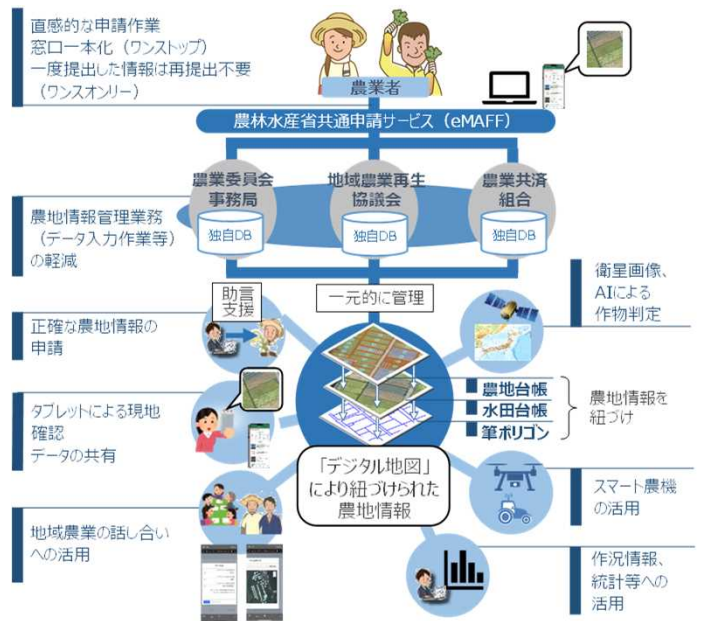 直感的な申請作業
窓口一本化（ワンストップ）
一度提出した情報は再提出不要
（ワンスオンリー）
農業者
農林水産省共通申請サービス（eMAFF）
農業委員会
事務局
独自DB
地域農業再生
協議会
独自DB
農業共済
組合
独自DB
農地情報管理業務
（データ入力作業等）
の軽減
助言
支援
一元的に管理
衛星画像、
AIによる
作物判定
正確な農地情報の
申請
農地台帳
水田台帳
筆ポリゴン
農地情報を
紐づけ
タブレットによる現地
確認
データの共有
「デジタル地図」
により紐づけられた
農地情報
スマート農機
の活用
地域農業の話し合い
への活用
作況情報、
統計等への
活用